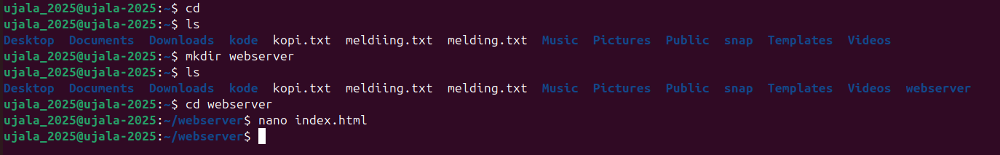 ujala_2025@ujala-2025:~$ cd
ujala_2025@ujala-2025:~$ ls
Desktop  Documents  Downloads  kode  kopi.txt  meldiing.txt  melding.txt  Music  Pictures  Public  snap  Templates  Videos
ujala_2025@ujala-2025:~$ mkdir webserver
ujala_2025@ujala-2025:~$ ls
Desktop  Documents  Downloads  kode  kopi.txt  meldiing.txt  melding.txt  Music  Pictures  Public  snap  Templates  Videos  webserver
ujala_2025@ujala-2025:~$ cd webserver
ujala_2025@ujala-2025:~/webserver$ nano index.html
ujala_2025@ujala-2025:~/webserver$